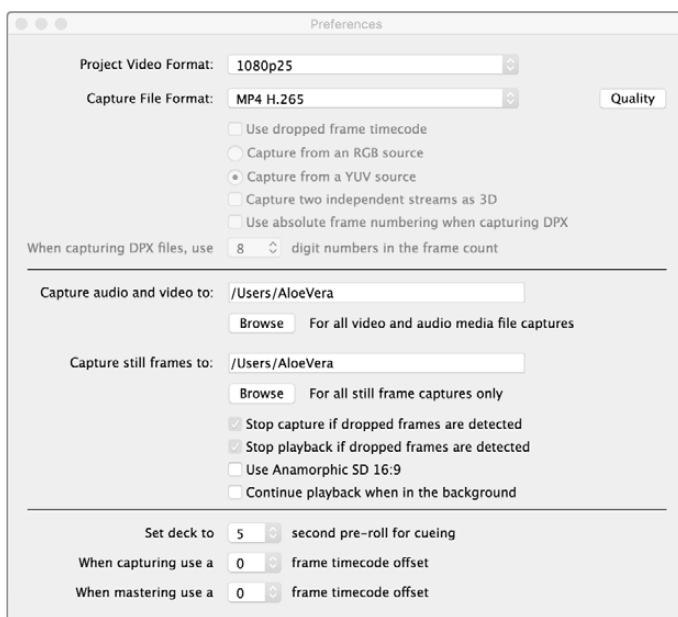 Preferences
Project Video Format: 1080p25
Capture File Format: MP4 H.265 Quality
Use dropped frame timecode
Capture from an RGB source
Capture from a YUV source
Capture two independent streams as 3D
Use absolute frame numbering when capturing DPX
When capturing DPX files, use 8 digit numbers in the frame count
Capture audio and video to: /Users/AloeVera
Browse For all video and audio media file captures
Capture still frames to: /Users/AloeVera
Browse For all still frame captures only
Stop capture if dropped frames are detected
Stop playback if dropped frames are detected
Use Anamorphic SD 16:9
Continue playback when in the background
Set deck to 5 second pre-roll for cueing
When capturing use a 0 frame timecode offset
When mastering use a 0 frame timecode offset